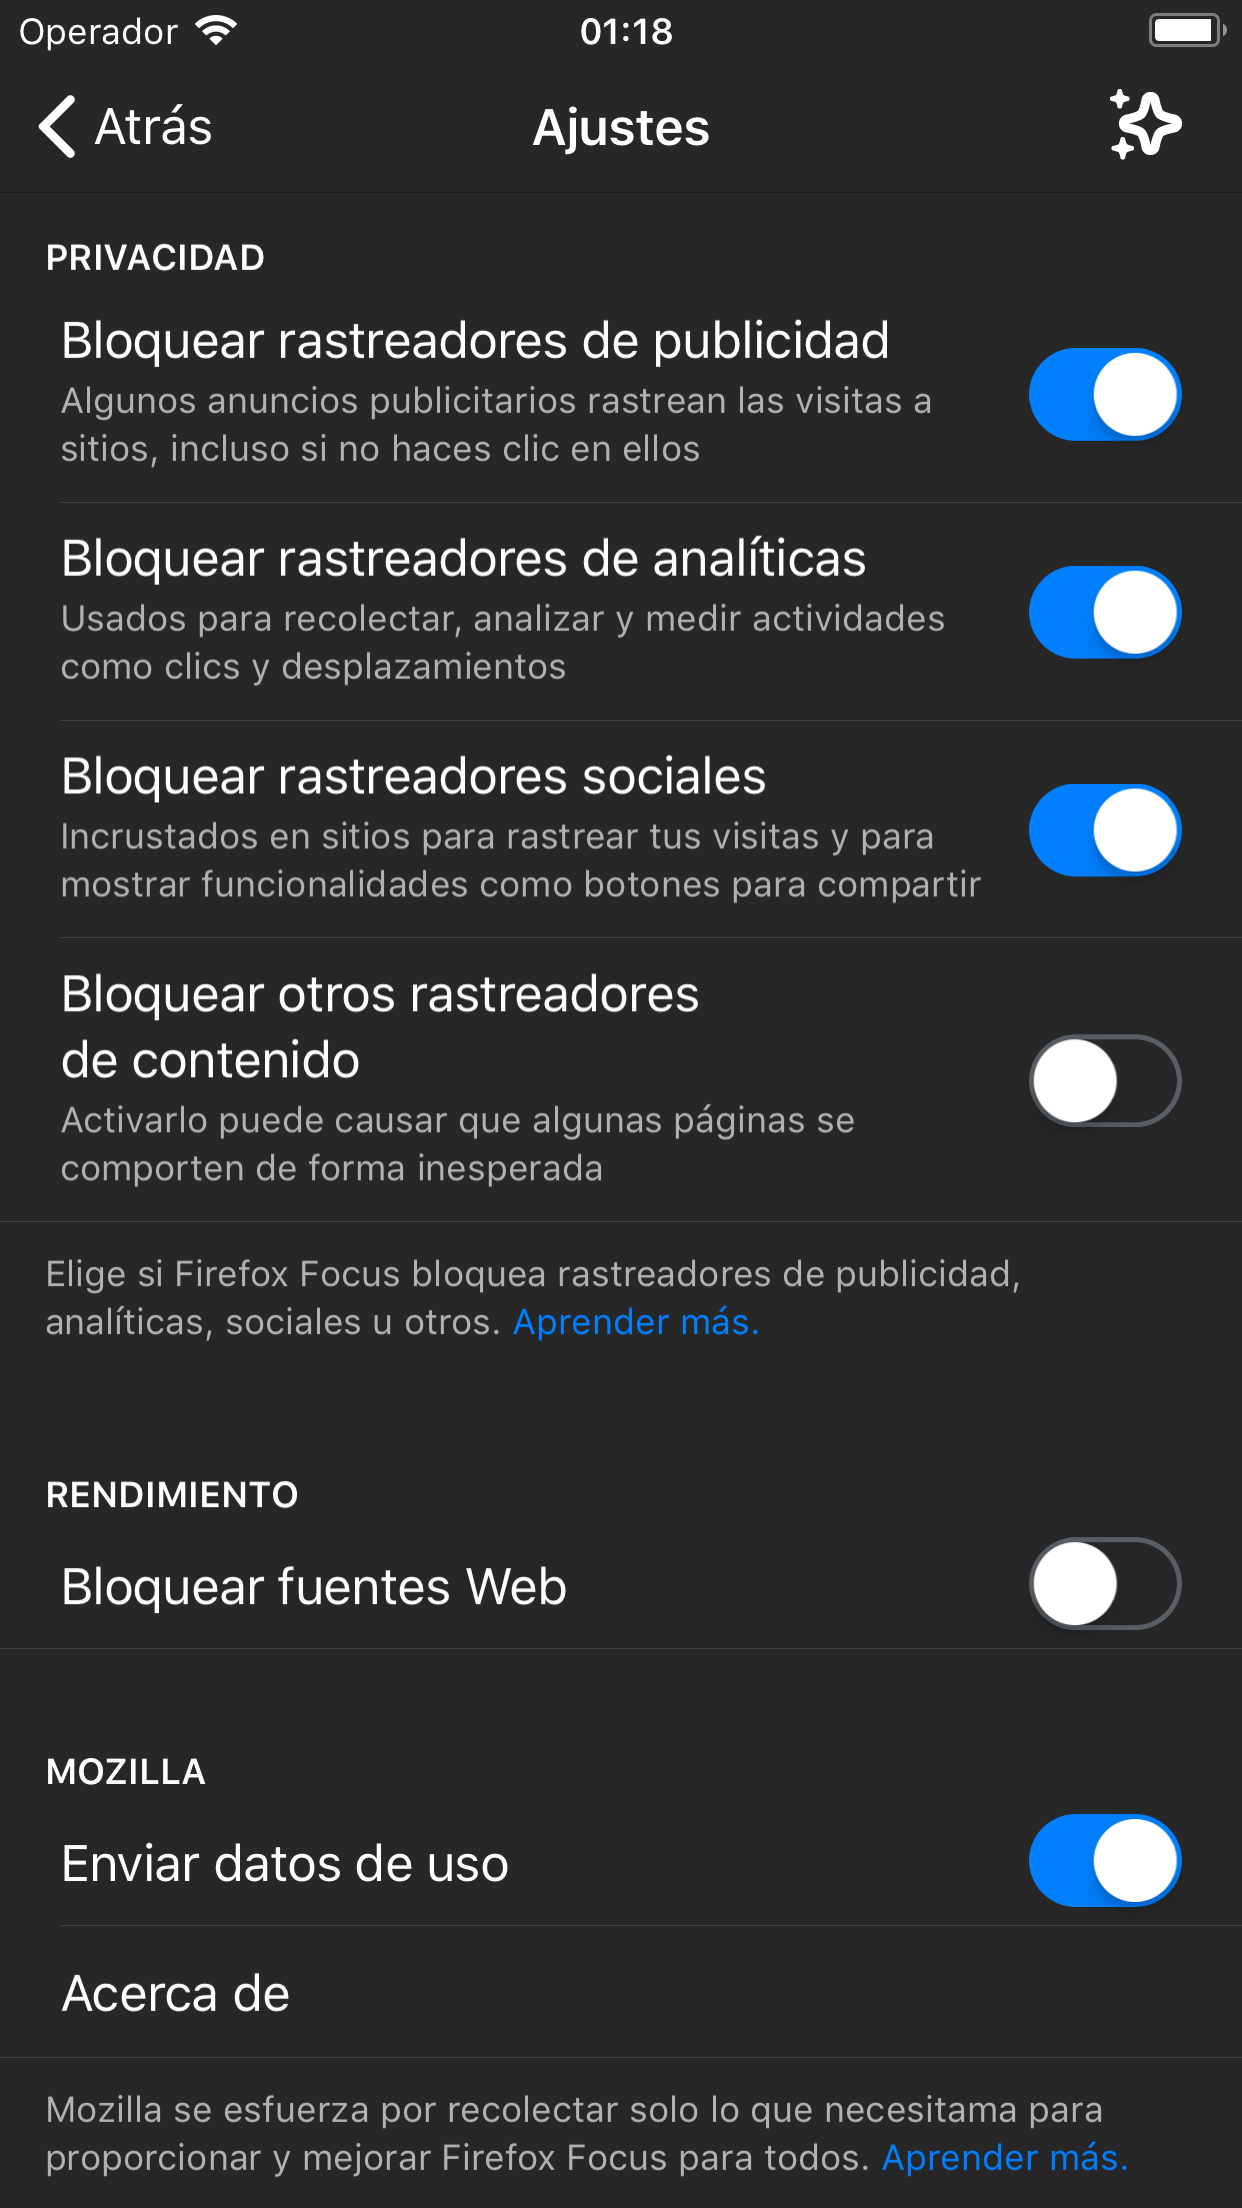 Operador
01:18
Atrás
Ajustes
PRIVACIDAD
Bloquear rastreadores de publicidad
Algunos anuncios publicitarios rastrean las visitas a
sitios, incluso si no haces clic en ellos
Bloquear rastreadores de analíticas
Usados para recolectar, analizar y medir actividades
como clics y desplazamientos
Bloquear rastreadores sociales
Incrustados en sitios para rastrear tus visitas y para
mostrar funcionalidades como botones para compartir
Bloquear otros rastreadores
de contenido
Activarlo puede causar que algunas páginas se
comporten de forma inesperada
Elige si Firefox Focus bloquea rastreadores de publicidad,
analíticas, sociales u otros. Aprender más.
RENDIMIENTO
Bloquear fuentes Web
MOZILLA
Enviar datos de uso
Acerca de
Mozilla se esfuerza por recolectar solo lo que necesitama para
proporcionar y mejorar Firefox Focus para todos. Aprender más.